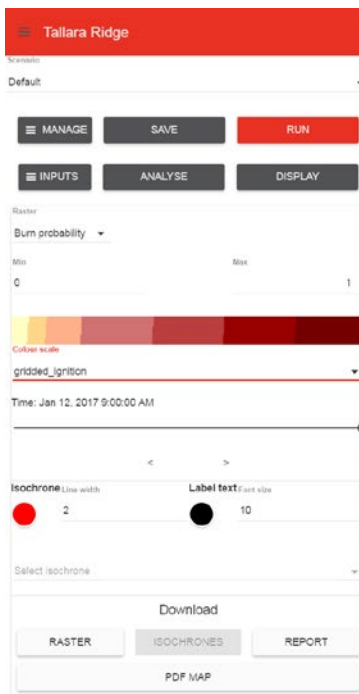 Tallara Ridge
Scenario
Default
MANAGE SAVE RUN
INPUTS ANALYSE DISPLAY
Raster
Burn probability
Min Max
0 1
Colour scale
gridded_ignition
Time: Jan 12, 2017 9:00:00 AM
< >
Isochrone Line width Label text Font size
2 10
Select isochrone
Download
RASTER ISOCHRONES REPORT
PDF MAP